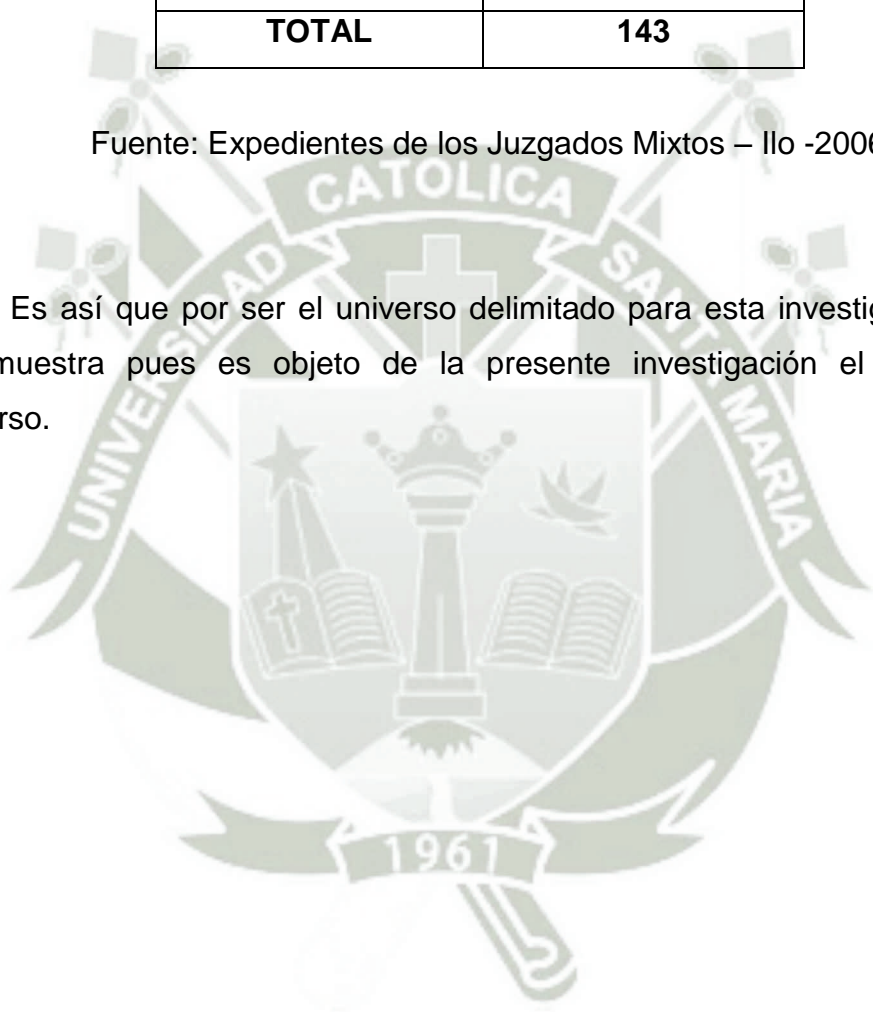 TOTAL 143
Fuente: Expedientes de los Juzgados Mixtos – Ilo -2006
Es así que por ser el universo delimitado para esta investig
muestra pues es objeto de la presente investigación el
rso.
UNIVERSIDAD CATOLICA SANTA MARIA
1961